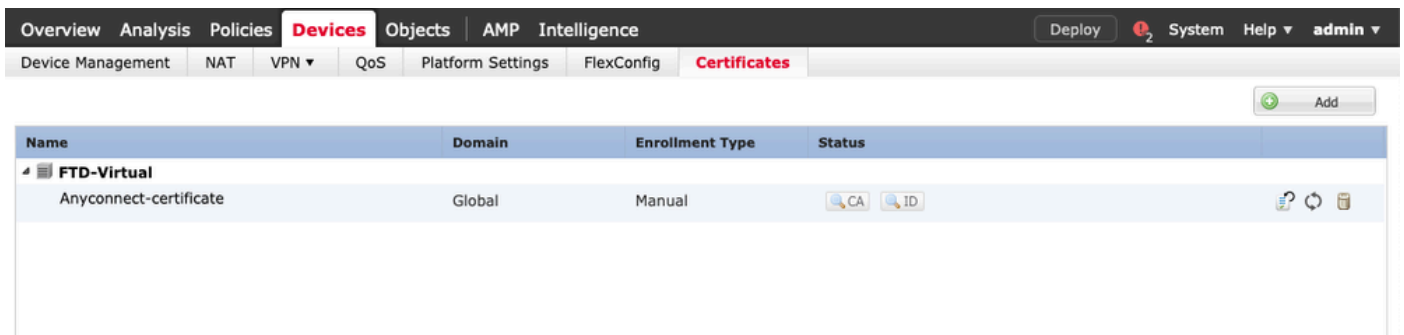 Overview Analysis Policies Devices Objects AMP Intelligence Deploy 2 System Help admin
Device Management NAT VPN QoS Platform Settings FlexConfig Certificates
Add
Name Domain Enrollment Type Status
FTD-Virtual
Anyconnect-certificate Global Manual CA ID